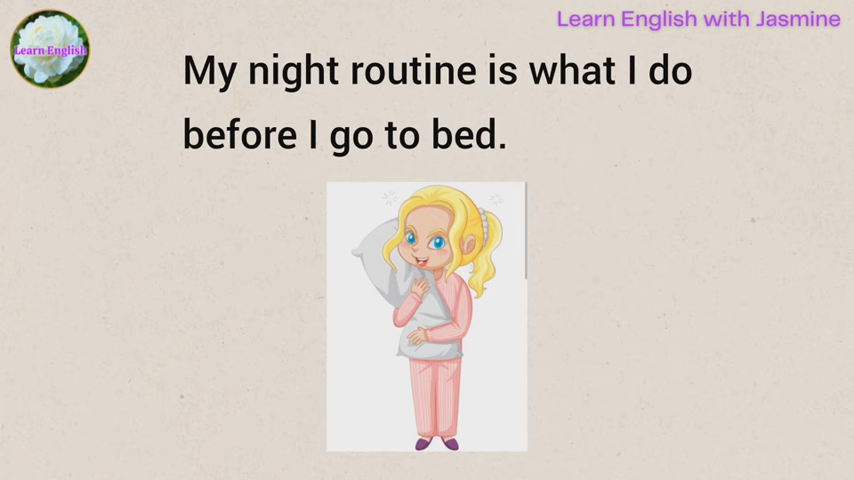 Learn English with Jasmine
Learn English
My night routine is what I do
before I go to bed.